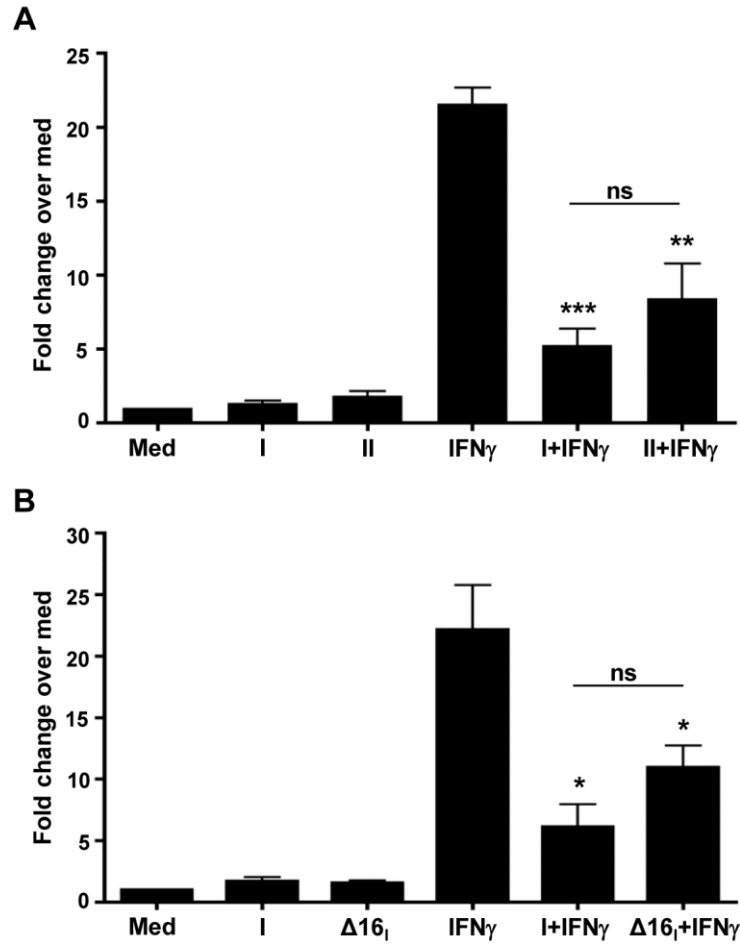 A
Fold change over med
25
20
15
10
5
0
ns
***
**
Med I II IFNγ I+IFNγ II+IFNγ
B
Fold change over med
30
25
20
15
10
5
0
ns
*
*
Med I Δ16I IFNγ I+IFNγ Δ16I+IFNγ